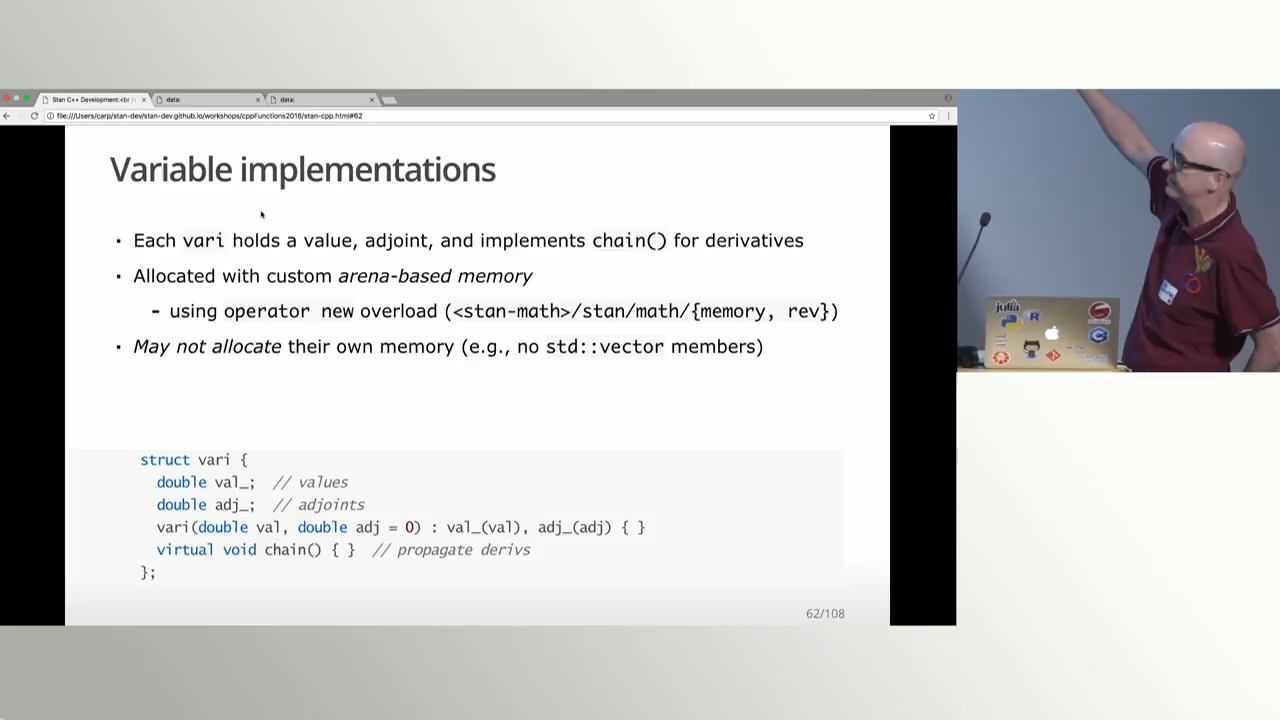 Stan C++ Development:<br /
data:
data:
file:///Users/carp/stan-dev/stan-dev.github.io/workshops/cppFunctions2018/stan-cpp.html#62
Variable implementations
· Each vari holds a value, adjoint, and implements chain() for derivatives
· Allocated with custom arena-based memory
- using operator new overload (<stan-math>/stan/math/{memory, rev})
· May not allocate their own memory (e.g., no std::vector members)
struct vari {
double val_; // values
double adj_; // adjoints
vari(double val, double adj = 0) : val_(val), adj_(adj) { }
virtual void chain() { } // propagate derivs
};
62/108
julia
R
git